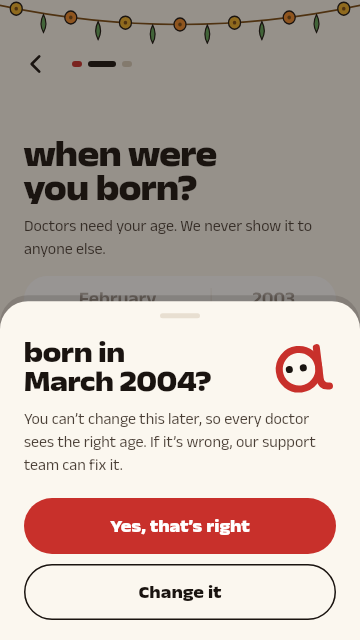 when were
you born?
Doctors need your age. We never show it to
anyone else.
February 2003
born in
March 2004?
You can't change this later, so every doctor
sees the right age. If it's wrong, our support
team can fix it.
Yes, that's right
Change it